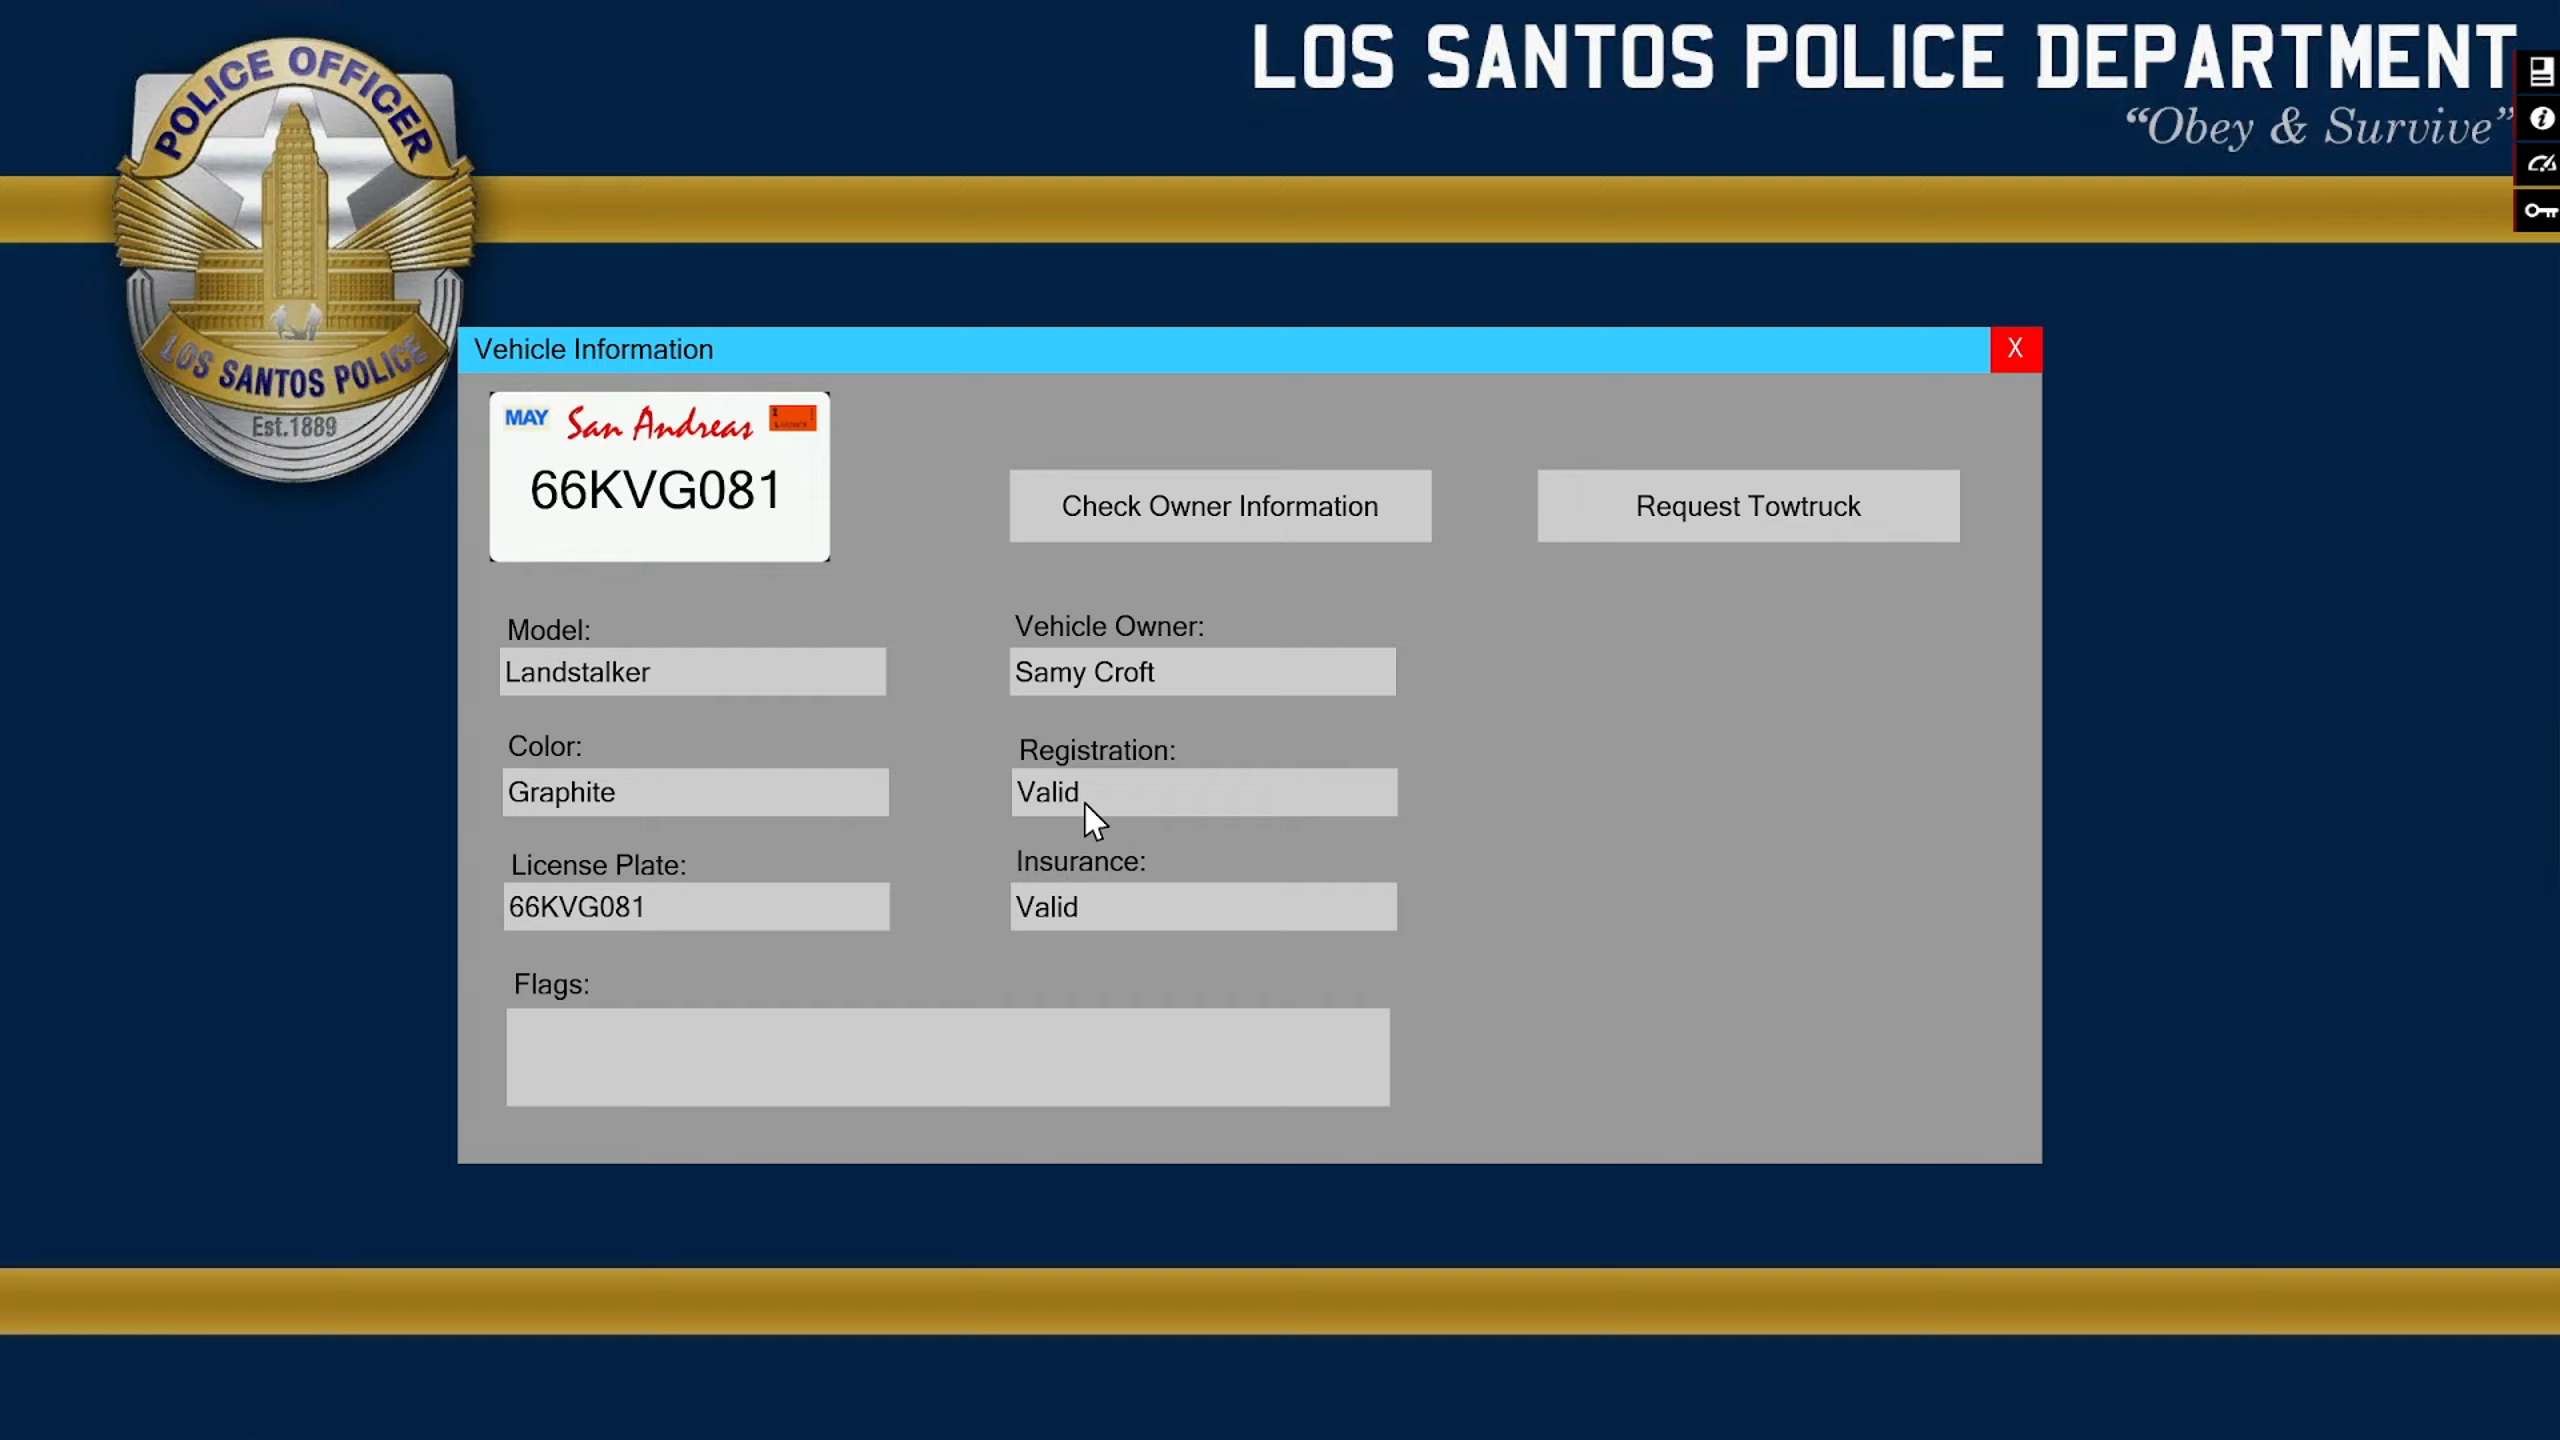 LOS SANTOS POLICE DEPARTMENT
“Obey & Survive”
POLICE OFFICER
LOS SANTOS POLICE
Est.1889
Vehicle Information
X
MAY San Andreas
66KVG081
Check Owner Information
Request Towtruck
Model:
Landstalker
Vehicle Owner:
Samy Croft
Color:
Graphite
Registration:
Valid
License Plate:
66KVG081
Insurance:
Valid
Flags: